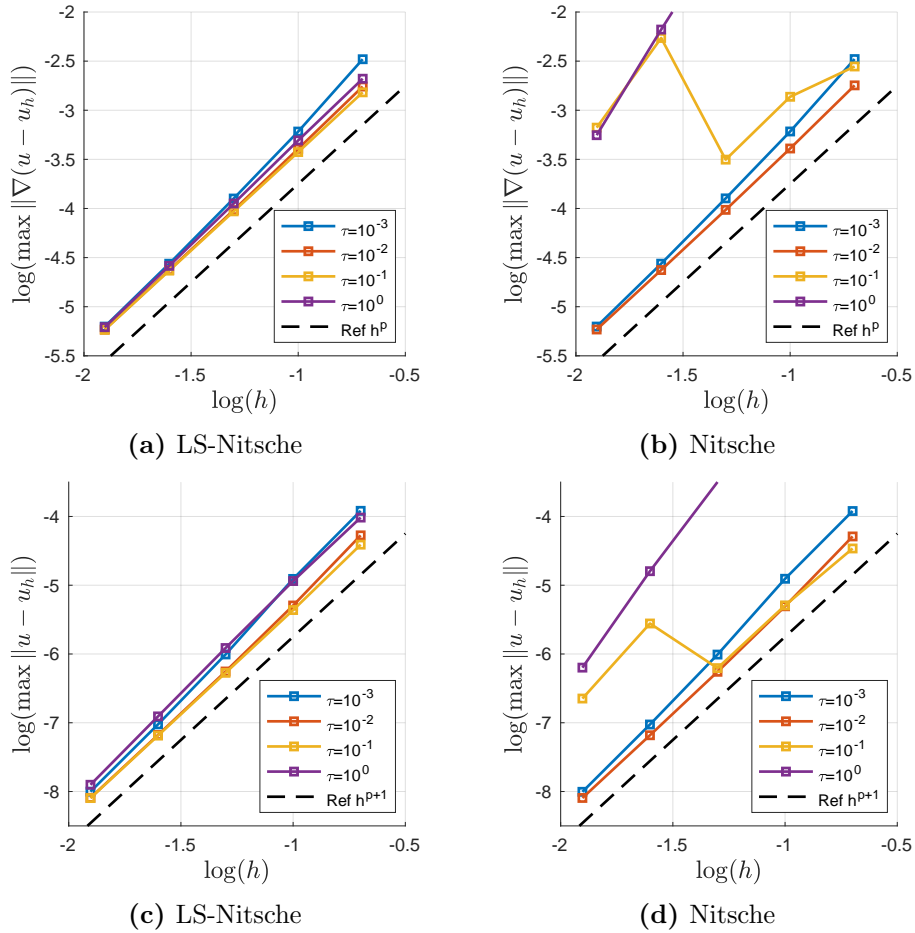 -2
-2.5
-3
-3.5
-4
-4.5
-5
-5.5
log(max ‖∇(u − u_h)‖)
-2
-1.5
-1
-0.5
log(h)
τ=10^-3
τ=10^-2
τ=10^-1
τ=10^0
Ref h^p
(a) LS-Nitsche
-2
-2.5
-3
-3.5
-4
-4.5
-5
-5.5
log(max ‖∇(u − u_h)‖)
-2
-1.5
-1
-0.5
log(h)
τ=10^-3
τ=10^-2
τ=10^-1
τ=10^0
Ref h^p
(b) Nitsche
-4
-5
-6
-7
-8
log(max ‖u − u_h‖)
-2
-1.5
-1
-0.5
log(h)
τ=10^-3
τ=10^-2
τ=10^-1
τ=10^0
Ref h^p+1
(c) LS-Nitsche
-4
-5
-6
-7
-8
log(max ‖u − u_h‖)
-2
-1.5
-1
-0.5
log(h)
τ=10^-3
τ=10^-2
τ=10^-1
τ=10^0
Ref h^p+1
(d) Nitsche